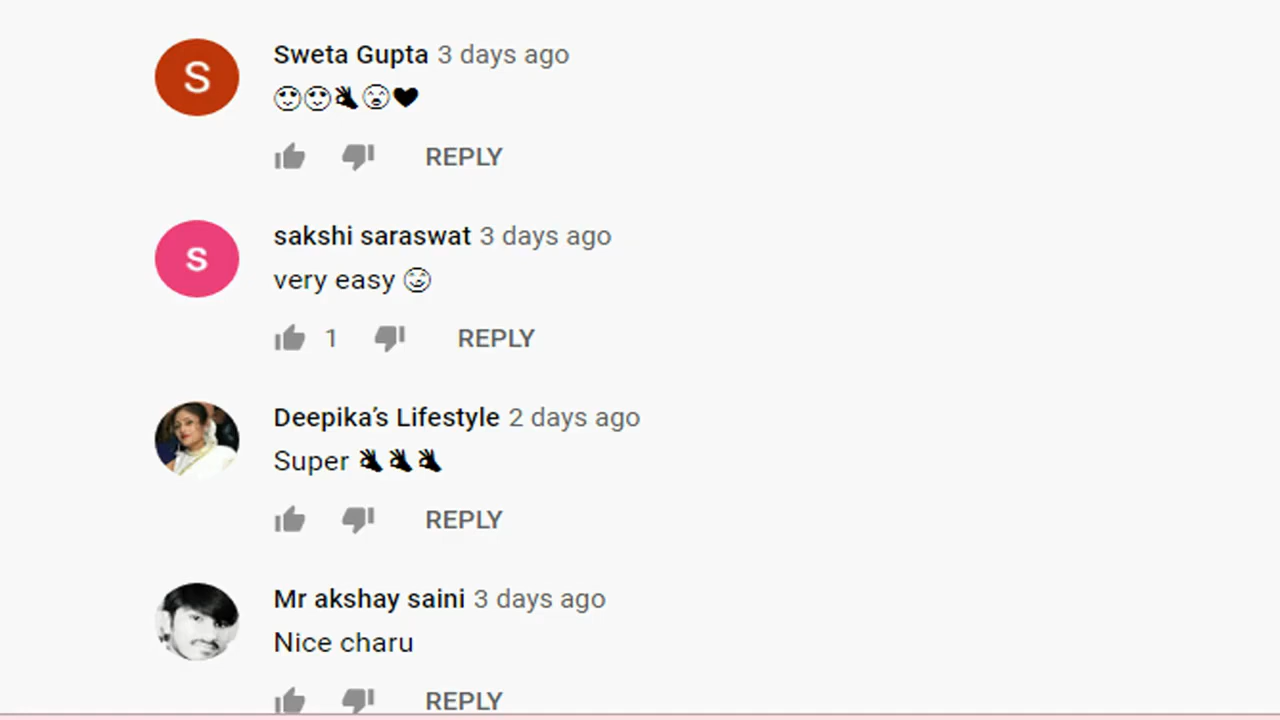 S
Sweta Gupta 3 days ago
🙂🙂👌😮❤
REPLY
s
sakshi saraswat 3 days ago
very easy 😋
1 REPLY
Deepika's Lifestyle 2 days ago
Super 👌👌👌
REPLY
Mr akshay saini 3 days ago
Nice charu
REPLY